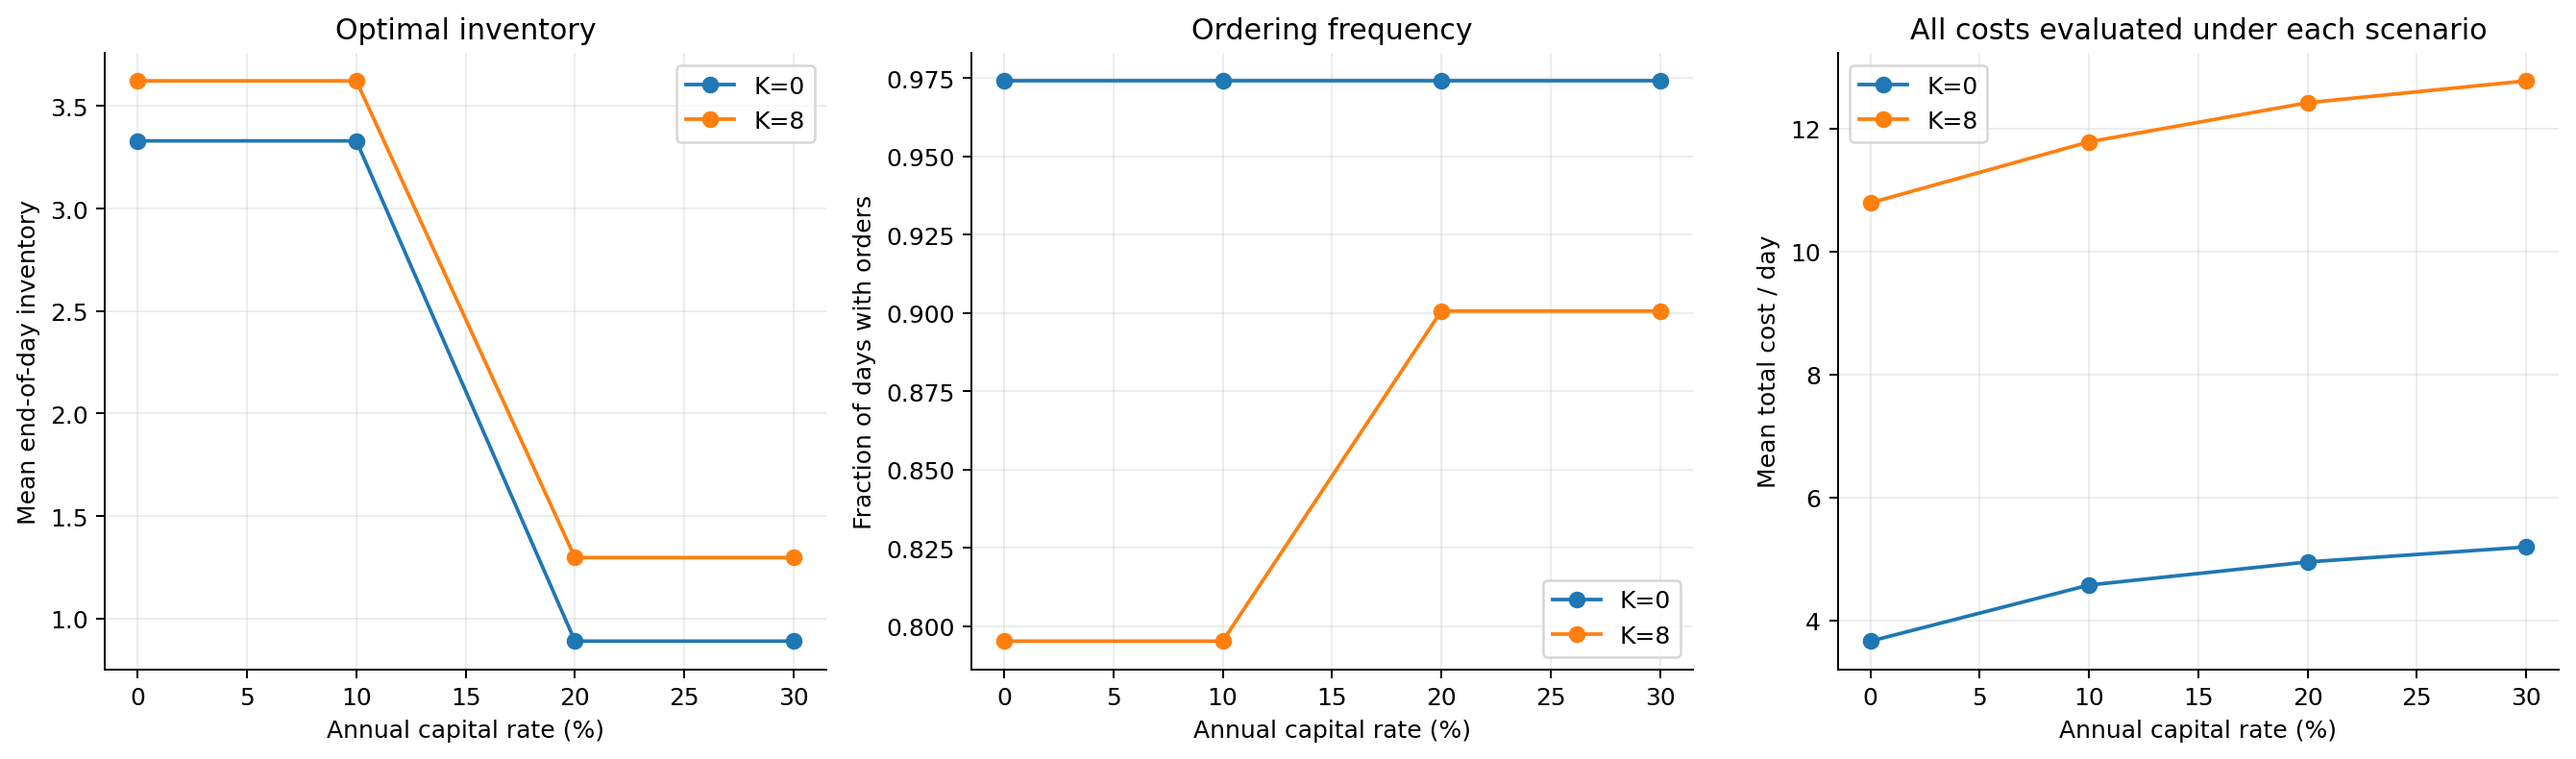 Optimal inventory
Mean end-of-day inventory
3.5
3.0
2.5
2.0
1.5
1.0
K=0
K=8
0
5
10
15
20
25
30
Annual capital rate (%)
Ordering frequency
Fraction of days with orders
0.975
0.950
0.925
0.900
0.875
0.850
0.825
0.800
K=0
K=8
0
5
10
15
20
25
30
Annual capital rate (%)
All costs evaluated under each scenario
Mean total cost / day
12
10
8
6
4
K=0
K=8
0
5
10
15
20
25
30
Annual capital rate (%)